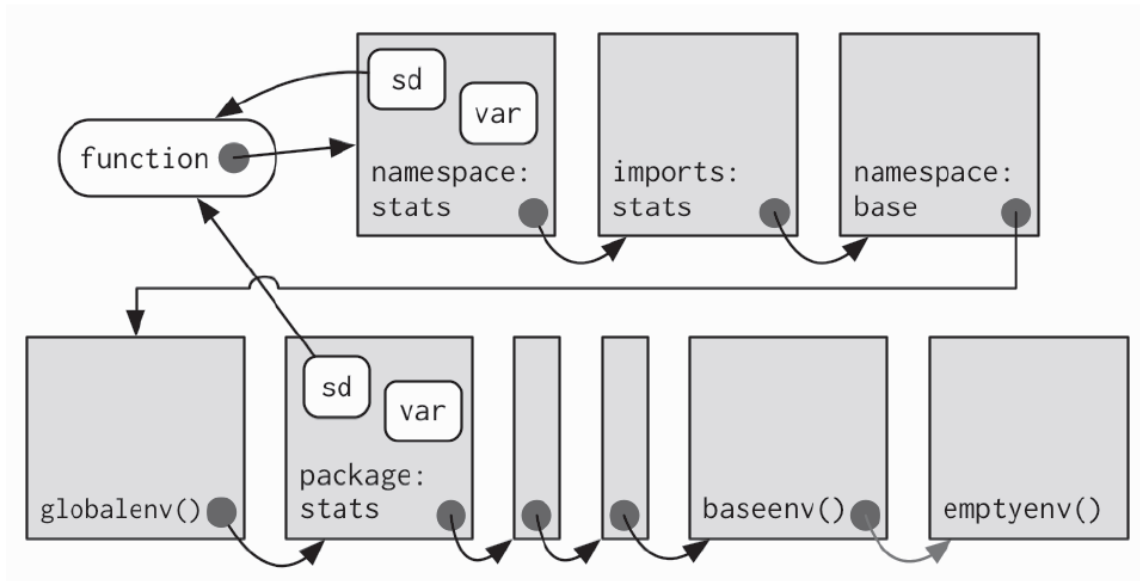 sd
var
function
namespace:
stats
imports:
stats
namespace:
base
sd
var
package:
stats
globalenv()
baseenv()
emptyenv()